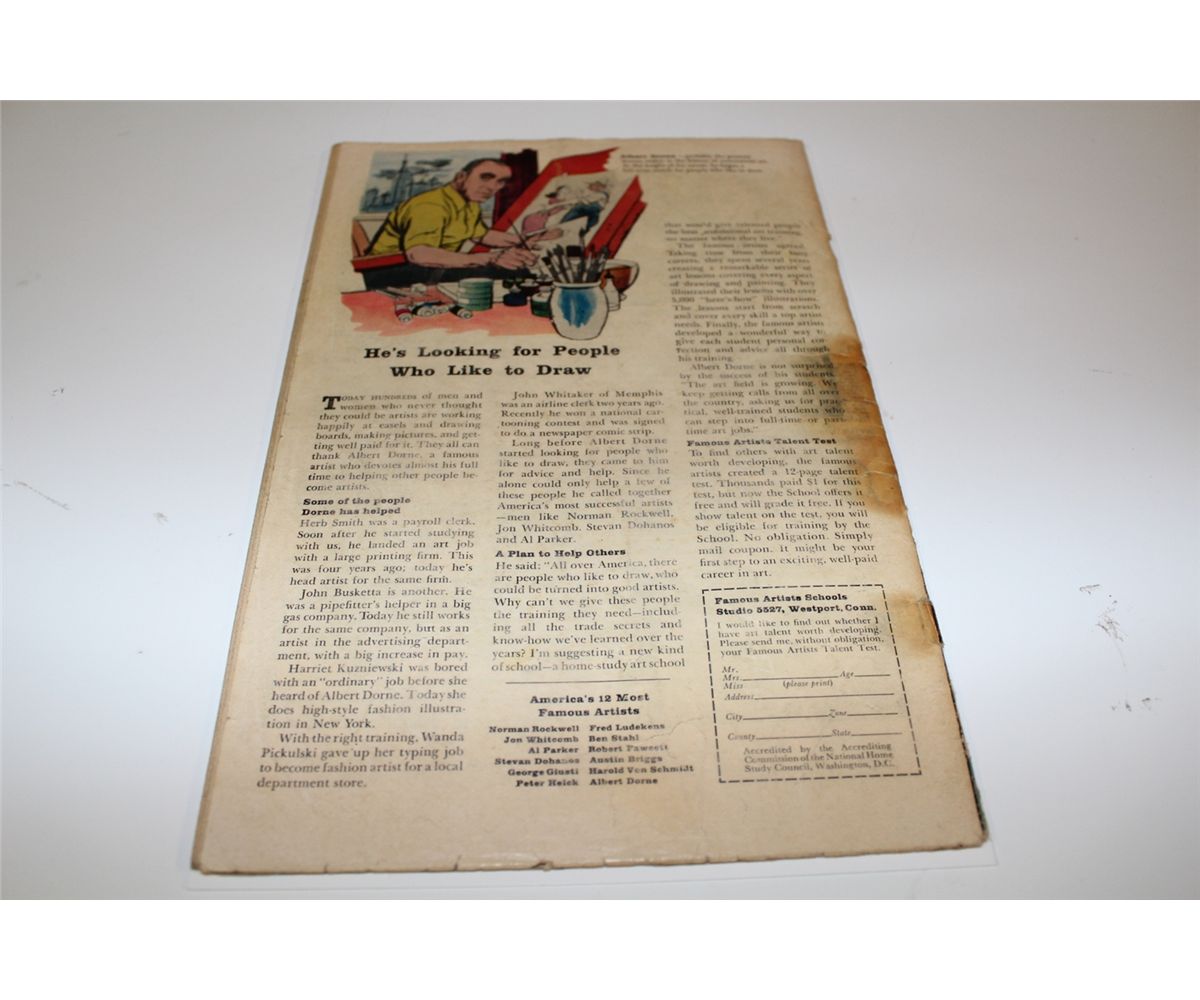 Albert Dorne
He's Looking for People
Who Like to Draw
TODAY HUNDREDS of men and
women who never thought
they could be artists are working
happily at easels and drawing
boards, making pictures, and get-
ting well paid for it. They all can
thank Albert Dorne, a famous
artist who devotes almost his full
time to helping other people be-
come artists.
Some of the people
Dorne has helped
Herb Smith was a payroll clerk.
Soon after he started studying
with us, he landed an art job
with a large printing firm. This
was four years ago; today he's
head artist for the same firm.
John Busketta is another. He
was a pipefitter's helper in a big
gas company. Today he still works
for the same company, but as an
artist in the advertising depart-
ment, with a big increase in pay.
Harriet Kuzniewski was bored
with an "ordinary" job before she
heard of Albert Dorne. Today she
does high-style fashion illustra-
tion in New York.
With the right training, Wanda
Pickulski gave up her typing job
to become fashion artist for a local
department store.
John Whitaker of Memphis
was an airline clerk two years ago.
Recently he won a national car-
tooning contest and was signed
to do a newspaper comic strip.
Long before Albert Dorne
started looking for people who
like to draw, they came to him
for advice and help. Since he
alone could only help a few of
these people he called together
America's most successful artists
—men like Norman Rockwell,
Jon Whitcomb, Stevan Dohanos
and Al Parker.
A Plan to Help Others
He said: "All over America, there
are people who like to draw, who
could be turned into good artists.
Why can't we give these people
the training they need—includ-
ing all the trade secrets and
know-how we've learned over the
years? I'm suggesting a new kind
of school—a home-study art school
America's 12 Most
Famous Artists
Norman Rockwell
Jon Whitcomb
Al Parker
Stevan Dohanos
George Giusti
Peter Helck
Fred Ludekens
Ben Stahl
Robert Fawcett
Austin Briggs
Harold Von Schmidt
Albert Dorne
that would give talented people
the best professional art training,
no matter where they live."
The famous artists agreed.
Taking time from their busy
careers, they spent several years
creating a remarkable series of
art lessons covering every aspect
of drawing and painting. They
illustrated their lessons with over
5,000 "here's-how" illustrations.
The lessons start from scratch
and cover every skill a top artist
needs. Finally, the famous artists
developed a wonderful way to
give each student personal cor-
rection and advice all through
his training.
Albert Dorne is not surprised
by the success of his students.
"The art field is growing. We
keep getting calls from all over
the country, asking us for prac-
tical, well-trained students who
can step into full-time or part-
time art jobs."
Famous Artists Talent Test
To find others with art talent
worth developing, the famous
artists created a 12-page talent
test. Thousands paid $1 for this
test, but now the School offers it
free and will grade it free. If you
show talent on the test, you will
be eligible for training by the
School. No obligation. Simply
mail coupon. It might be your
first step to an exciting, well-paid
career in art.
Famous Artists Schools
Studio 5527, Westport, Conn.
I would like to find out whether I
have art talent worth developing.
Please send me, without obligation,
your Famous Artists Talent Test.
Mr.
Mrs. Age
Miss (please print)
Address
City Zone
County State
Accredited by the Accrediting
Commission of the National Home
Study Council, Washington, D.C.